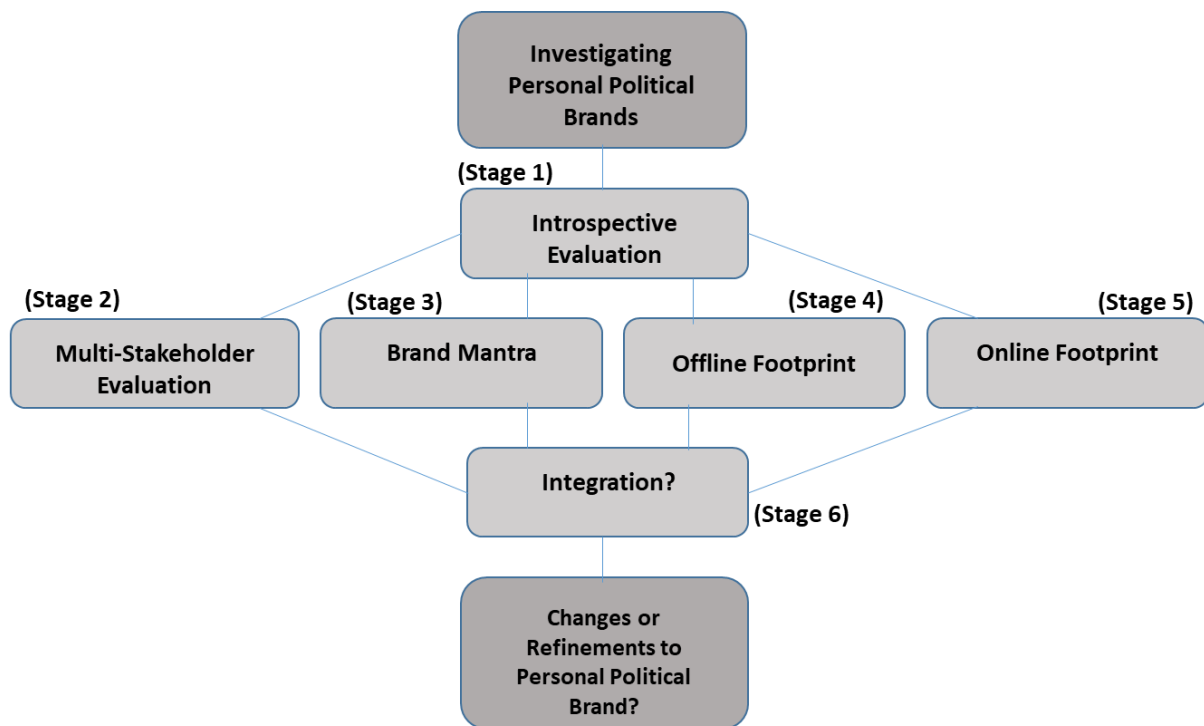 Investigating
Personal Political
Brands
(Stage 1)
Introspective
Evaluation
(Stage 2)
(Stage 3)
(Stage 4)
(Stage 5)
Multi-Stakeholder
Evaluation
Brand Mantra
Offline Footprint
Online Footprint
Integration?
(Stage 6)
Changes or
Refinements to
Personal Political
Brand?